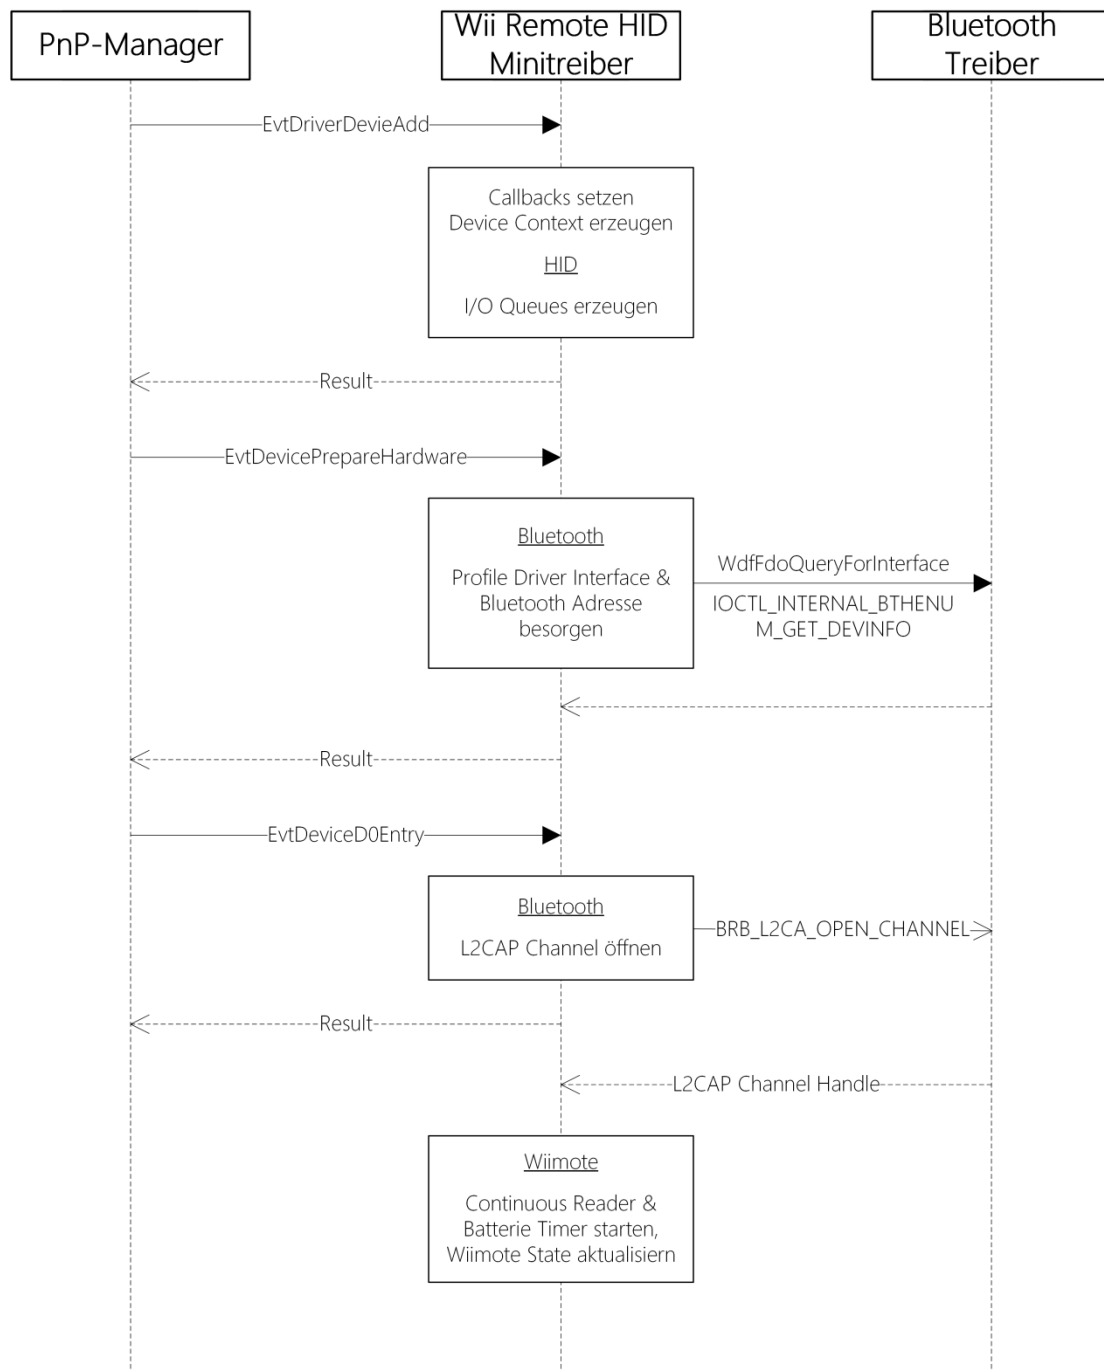 PnP-Manager
Wii Remote HID
Minitreiber
Bluetooth
Treiber
EvtDriverDevieAdd
Callbacks setzen
Device Context erzeugen
HID
I/O Queues erzeugen
Result
EvtDevicePrepareHardware
Bluetooth
Profile Driver Interface &
Bluetooth Adresse
besorgen
WdfFdoQueryForInterface
IOCTL_INTERNAL_BTHENU
M_GET_DEVINFO
Result
EvtDeviceD0Entry
Bluetooth
L2CAP Channel öffnen
BRB_L2CA_OPEN_CHANNEL
Result
L2CAP Channel Handle
Wiimote
Continuous Reader &
Batterie Timer starten,
Wiimote State aktualisiern